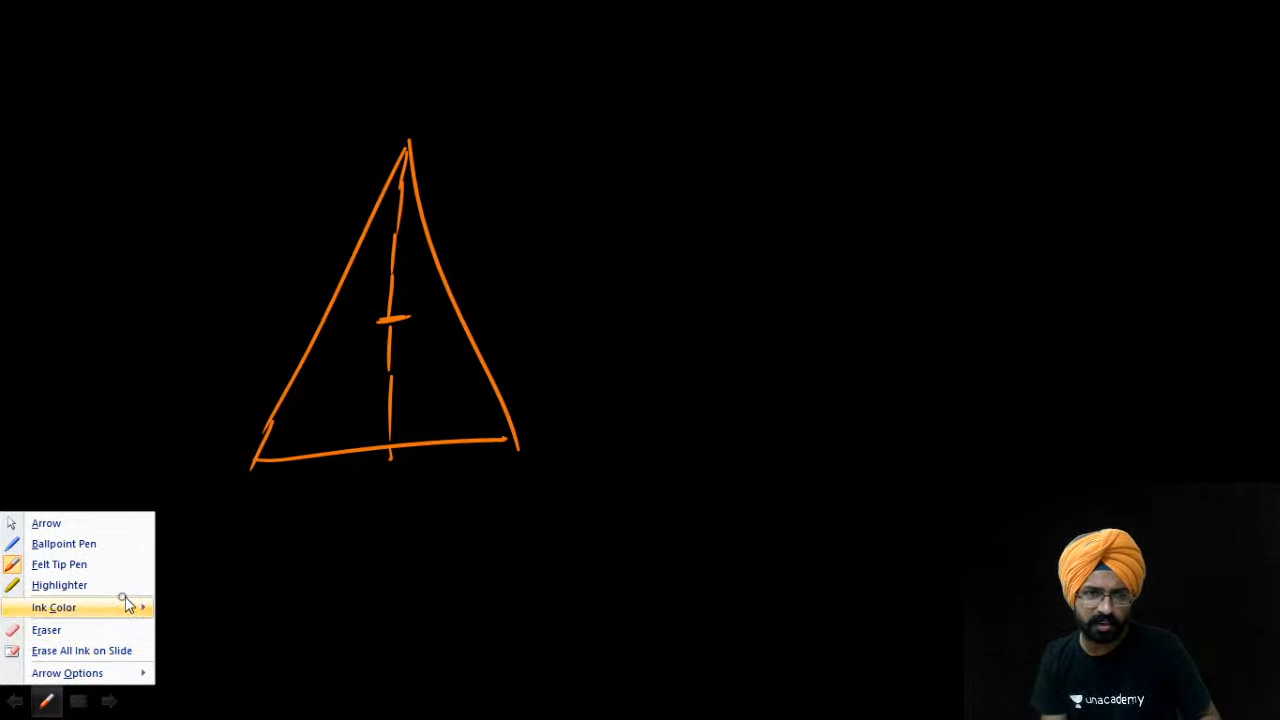 Arrow
Ballpoint Pen
Felt Tip Pen
Highlighter
Ink Color
Eraser
Erase All Ink on Slide
Arrow Options
unacademy